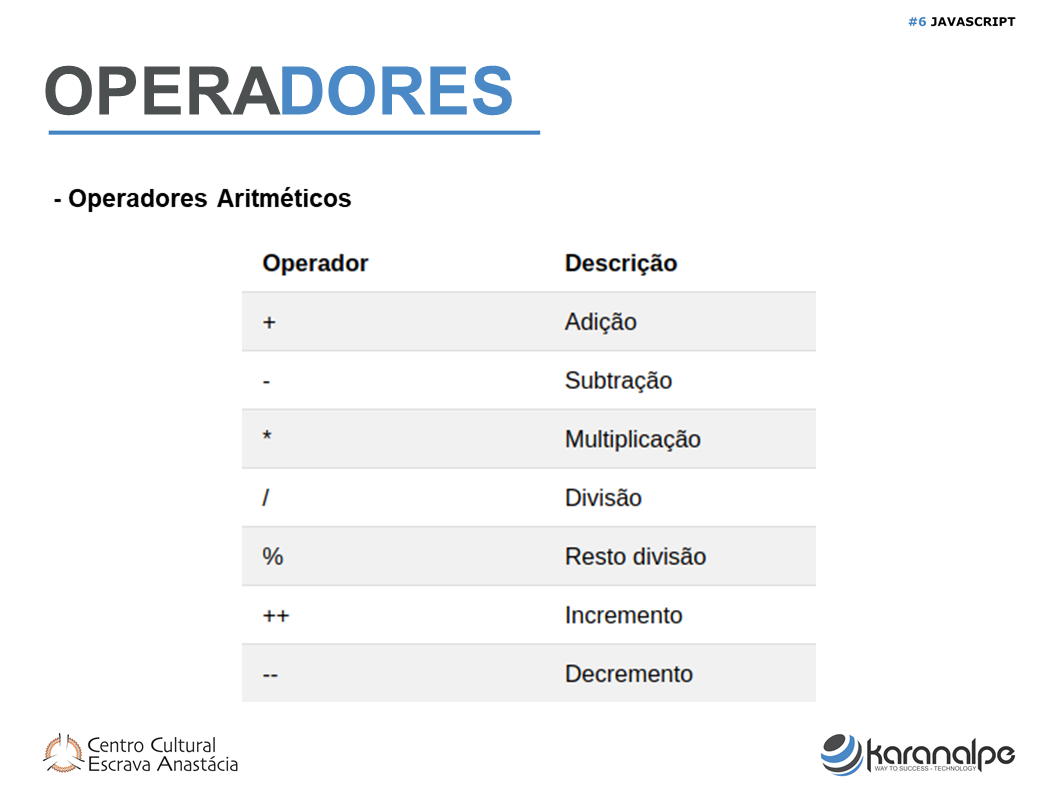 #6 JAVASCRIPT
OPERADORES
- Operadores Aritméticos
Operador Descrição
+ Adição
- Subtração
* Multiplicação
/ Divisão
% Resto divisão
++ Incremento
-- Decremento
Centro Cultural
Escrava Anastácia
karanalpe
WAY TO SUCCESS - TECHNOLOGY